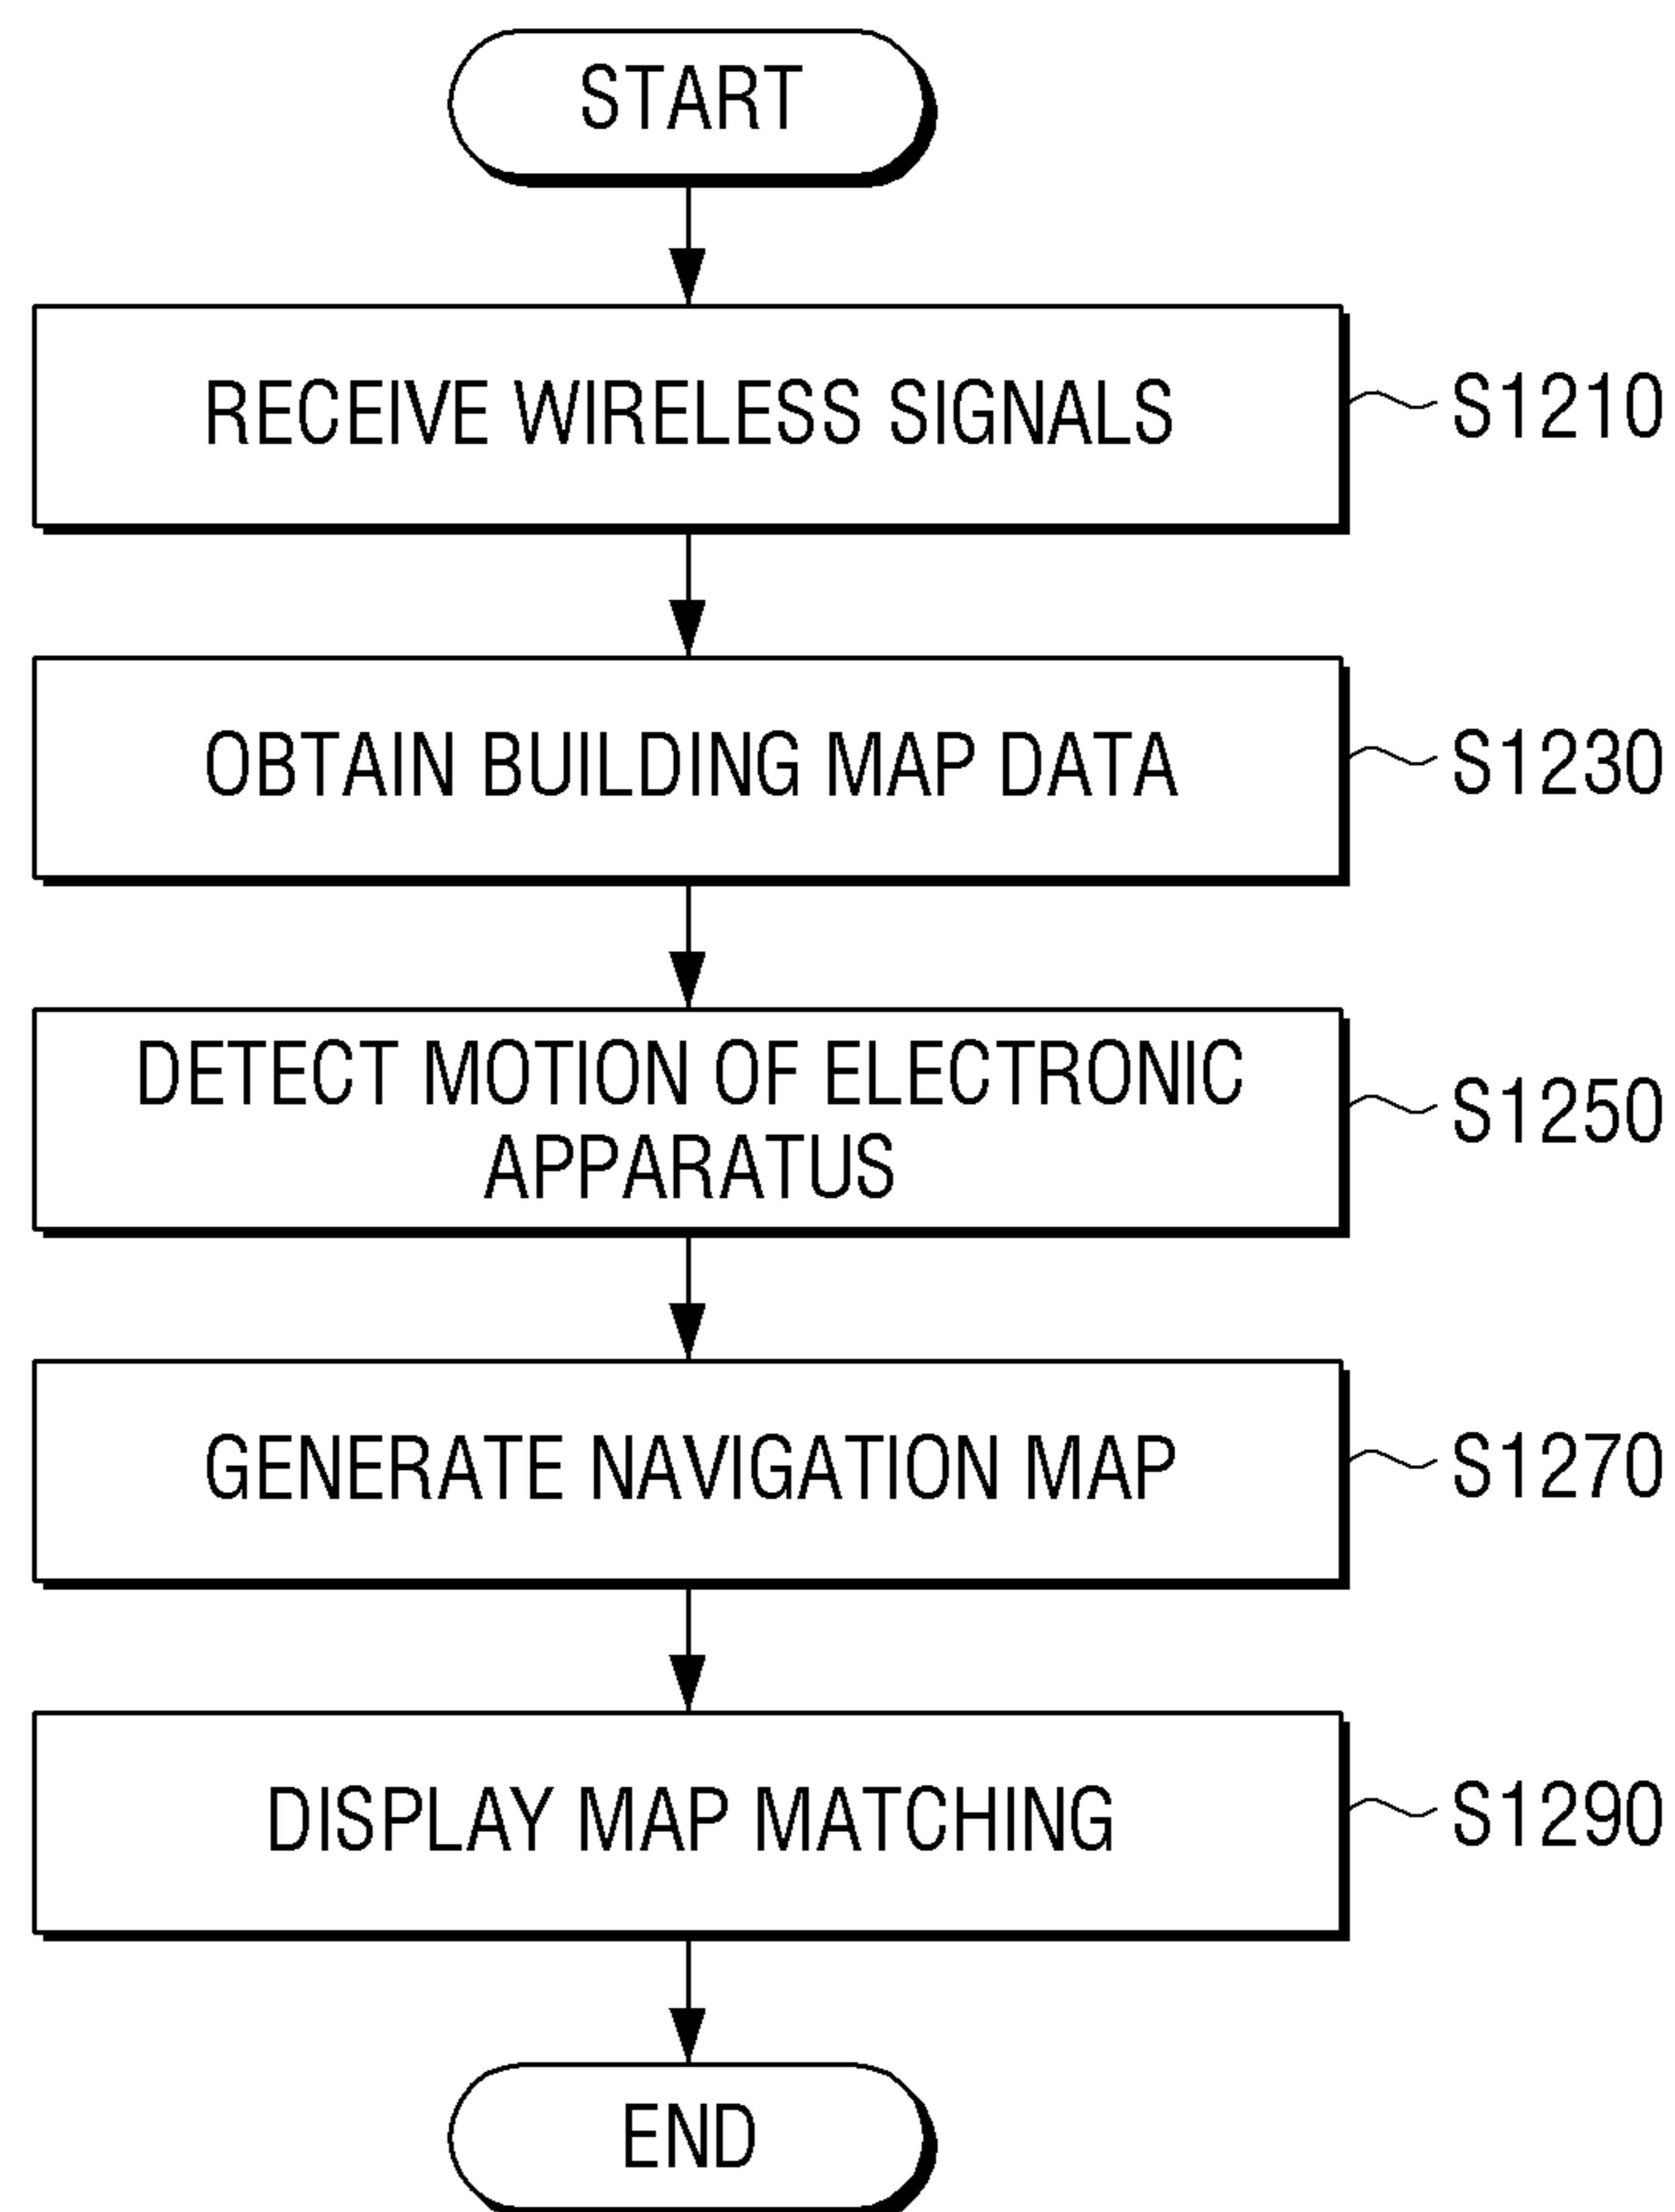 START
RECEIVE WIRELESS SIGNALS
S1210
OBTAIN BUILDING MAP DATA
S1230
DETECT MOTION OF ELECTRONIC
APPARATUS
S1250
GENERATE NAVIGATION MAP
S1270
DISPLAY MAP MATCHING
S1290
END